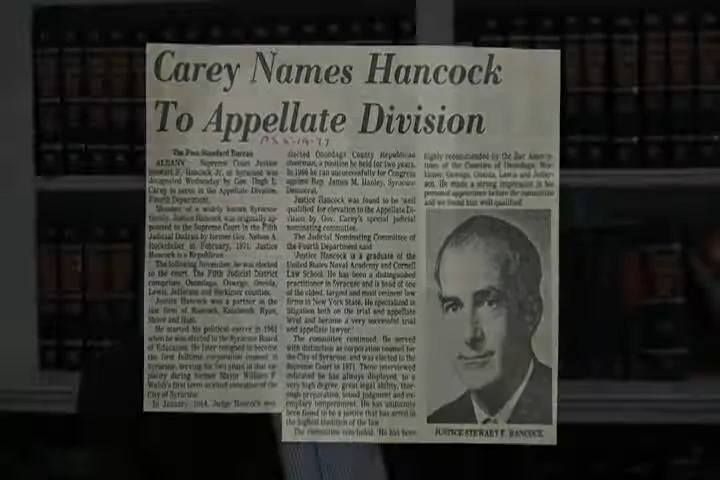 Carey Names Hancock
To Appellate Division
PS 5-19-77
The Post-Standard Bureau
ALBANY — Supreme Court Justice
Stewart F. Hancock Jr. of Syracuse was
designated Wednesday by Gov. Hugh L.
Carey to serve in the Appellate Division,
Fourth Department.
Member of a widely known Syracuse
family, Justice Hancock was originally ap-
pointed to the Supreme Court in the Fifth
Judicial District by former Gov. Nelson A.
Rockefeller in February, 1971. Justice
Hancock is a Republican.
The following November, he was elected
to the court. The Fifth Judicial District
comprises Onondaga, Oswego, Oneida,
Lewis, Jefferson and Herkimer counties.
Justice Hancock was a partner in the
law firm of Hancock, Ryan,
Shove and Hust.
He started his political career in 1961
when he was elected to the Syracuse Board
of Education. He later resigned to become
the first fulltime corporation counsel in
Syracuse, serving for two years in that ca-
pacity during former Mayor William F.
Walsh's first term as chief executive of the
City of Syracuse.
In January, 1964, Judge Hancock was
elected Onondaga County Republican
chairman, a position he held for two years.
In 1966 he ran unsuccessfully for Congress
against Rep. James M. Hanley, Syracuse
Democrat.
Justice Hancock was found to be 'well
qualified' for elevation to the Appellate Di-
vision by Gov. Carey's special judicial
nominating committee.
The Judicial Nominating Committee of
the Fourth Department said
'Justice Hancock is a graduate of the
United States Naval Academy and Cornell
Law School. He has been a distinguished
practitioner in Syracuse and is head of one
of the oldest, largest and most eminent law
firms in New York State. He specialized in
litigation both on the trial and appellate
level and became a very successful trial
and appellate lawyer.'
The committee continued, 'He served
with distinction as corporation counsel for
the City of Syracuse, and was elected to the
Supreme Court in 1971. Those interviewed
indicated he has always displayed, to a
very high degree, great legal ability, thor-
ough preparation, sound judgment and ex-
emplary temperament. He has uniformly
been found to be a justice that has served in
the highest tradition of the law.'
The committee concluded, 'He has been
highly recommended by the Bar Associa-
tions of the Counties of Onondaga, Her-
kimer, Oswego, Oneida, Lewis and Jeffer-
son. He made a strong impression in his
personal appearance before the committee
and we found him well qualified.'
JUSTICE STEWART F. HANCOCK